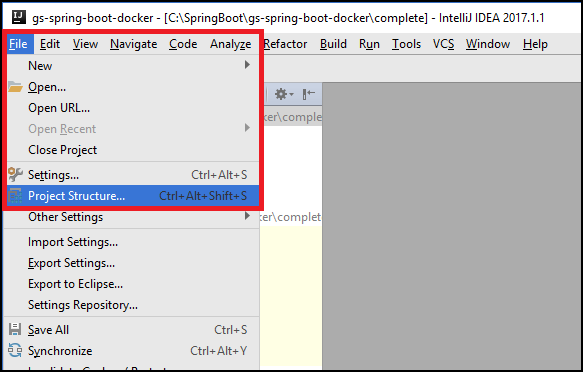 gs-spring-boot-docker - [C:\SpringBoot\gs-spring-boot-docker\complete] - IntelliJ IDEA 2017.1.1
File Edit View Navigate Code Analyze Refactor Build Run Tools VCS Window Help
New
Open...
Open URL...
ker\complete
Open Recent
Close Project
Settings... Ctrl+Alt+S
Project Structure... Ctrl+Alt+Shift+S
Other Settings
cker\complet
Import Settings...
Export Settings...
Export to Eclipse...
Settings Repository...
Save All Ctrl+S
Synchronize Ctrl+Alt+Y